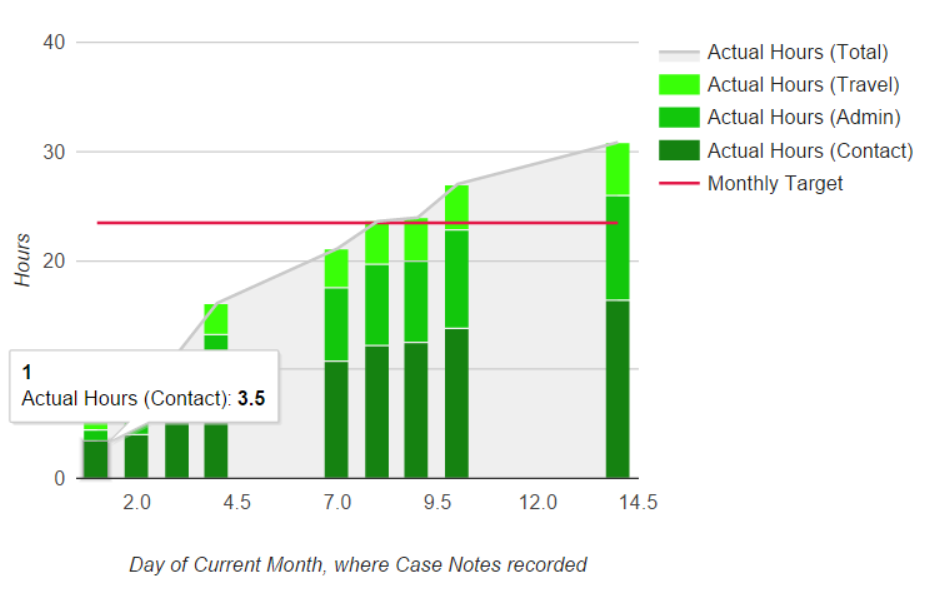 40
30
20
0
Hours
1
Actual Hours (Contact): 3.5
2.0 4.5 7.0 9.5 12.0 14.5
Day of Current Month, where Case Notes recorded
Actual Hours (Total)
Actual Hours (Travel)
Actual Hours (Admin)
Actual Hours (Contact)
Monthly Target